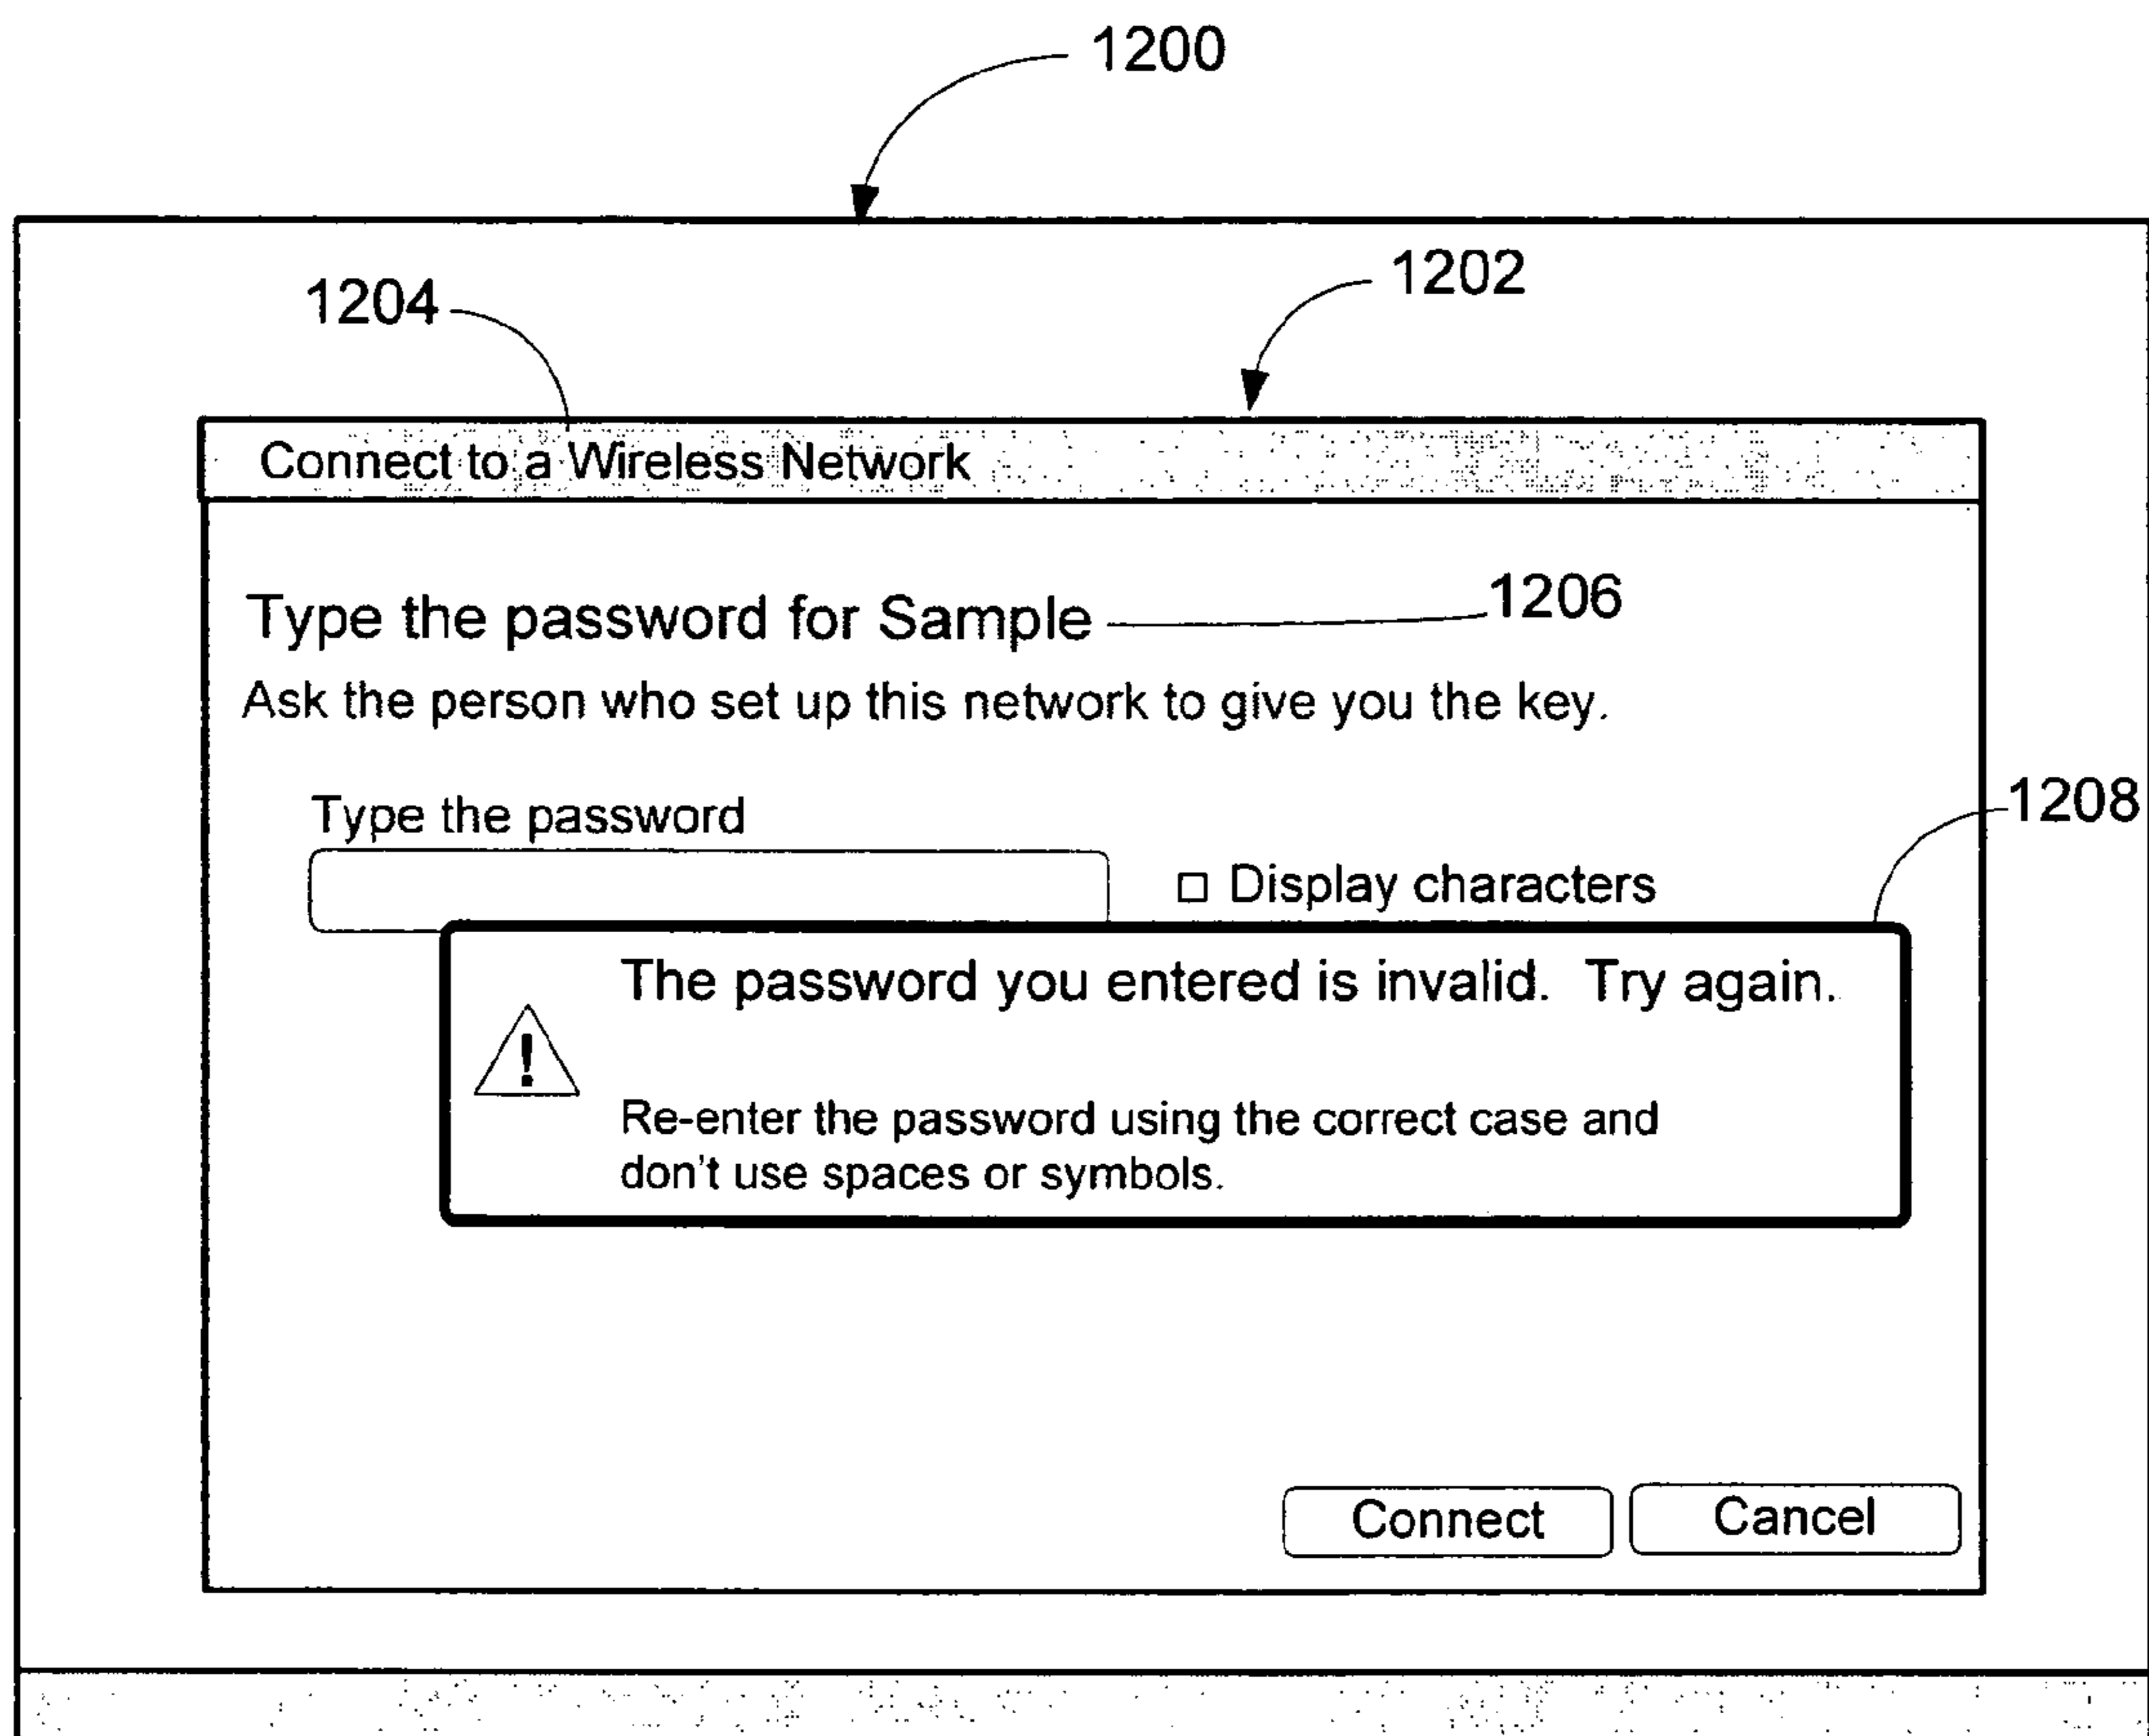 1200
1202
1204
Connect to a Wireless Network
Type the password for Sample
1206
Ask the person who set up this network to give you the key.
1208
Type the password
Display characters
The password you entered is invalid. Try again.
!
Re-enter the password using the correct case and
don't use spaces or symbols.
Connect
Cancel